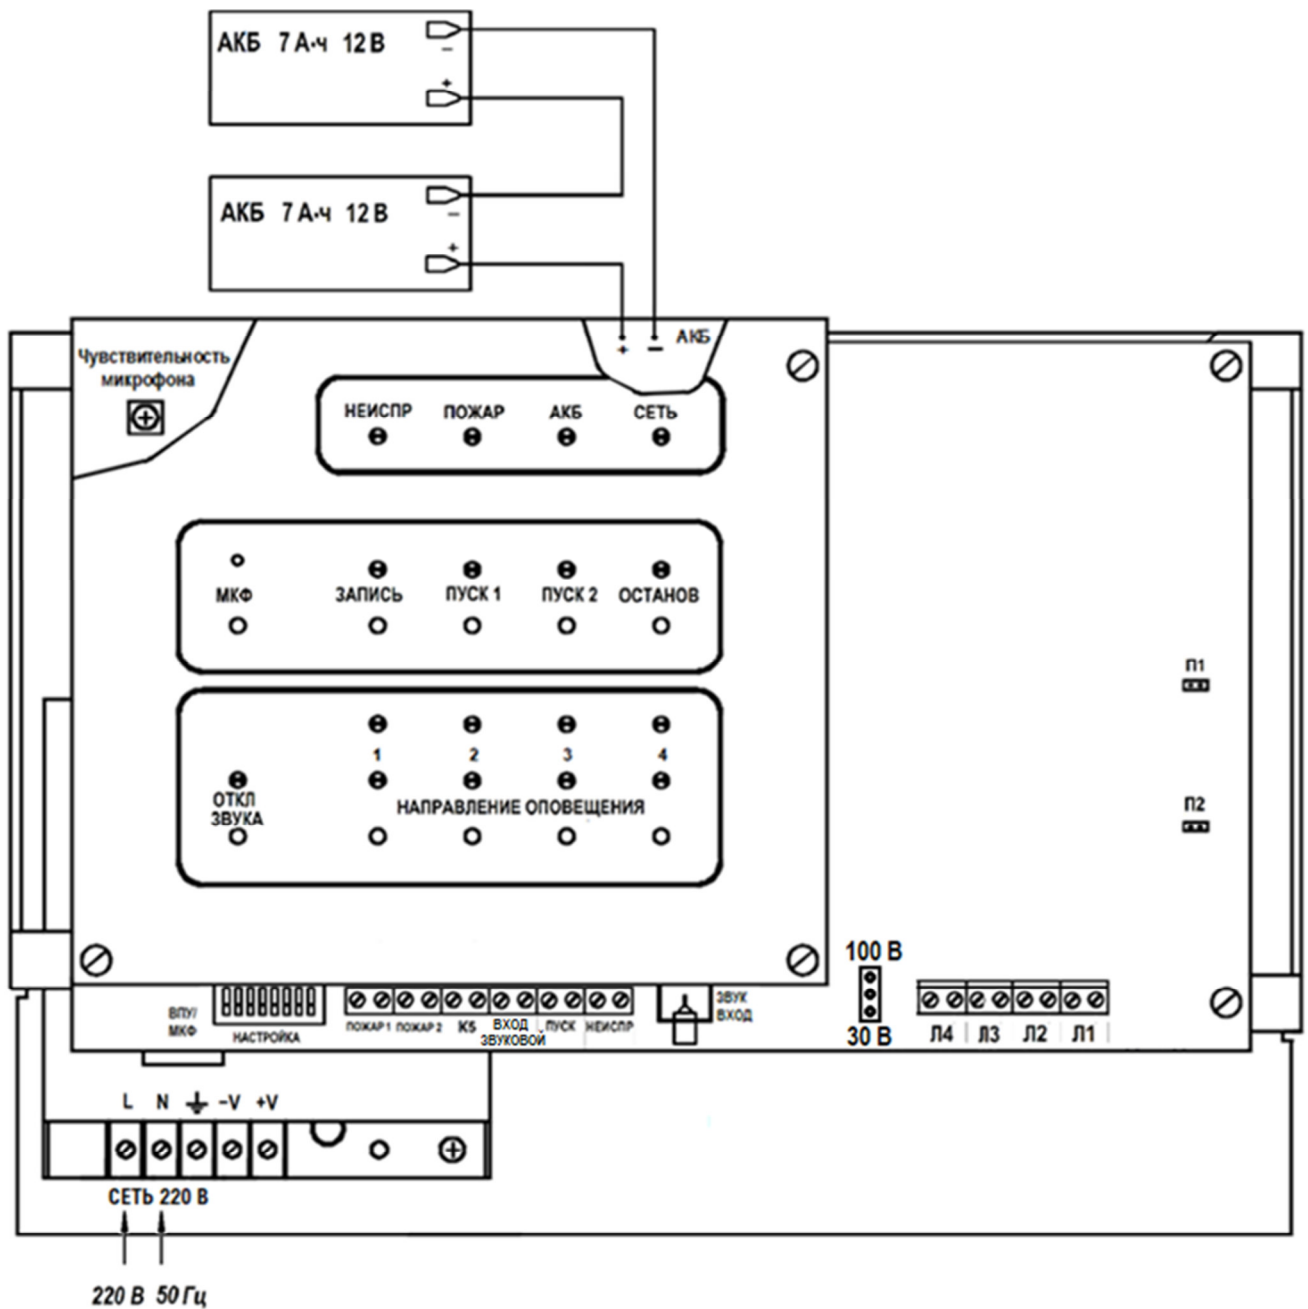 АКБ 7 А·ч 12 В
–
+
АКБ 7 А·ч 12 В
–
+
Чувствительность
микрофона
+ – АКБ
НЕИСПР ПОЖАР АКБ СЕТЬ
МКФ ЗАПИСЬ ПУСК 1 ПУСК 2 ОСТАНОВ
1 2 3 4
ОТКЛ
ЗВУКА
НАПРАВЛЕНИЕ ОПОВЕЩЕНИЯ
П1
П2
100 В
30 В
ВПУ/
МКФ
НАСТРОЙКА
ПОЖАР 1 ПОЖАР 2 К5 ВХОД
ЗВУКОВОЙ
ПУСК НЕИСПР
ЗВУК
ВХОД
Л4 Л3 Л2 Л1
L N –V +V
СЕТЬ 220 В
220 В 50 Гц